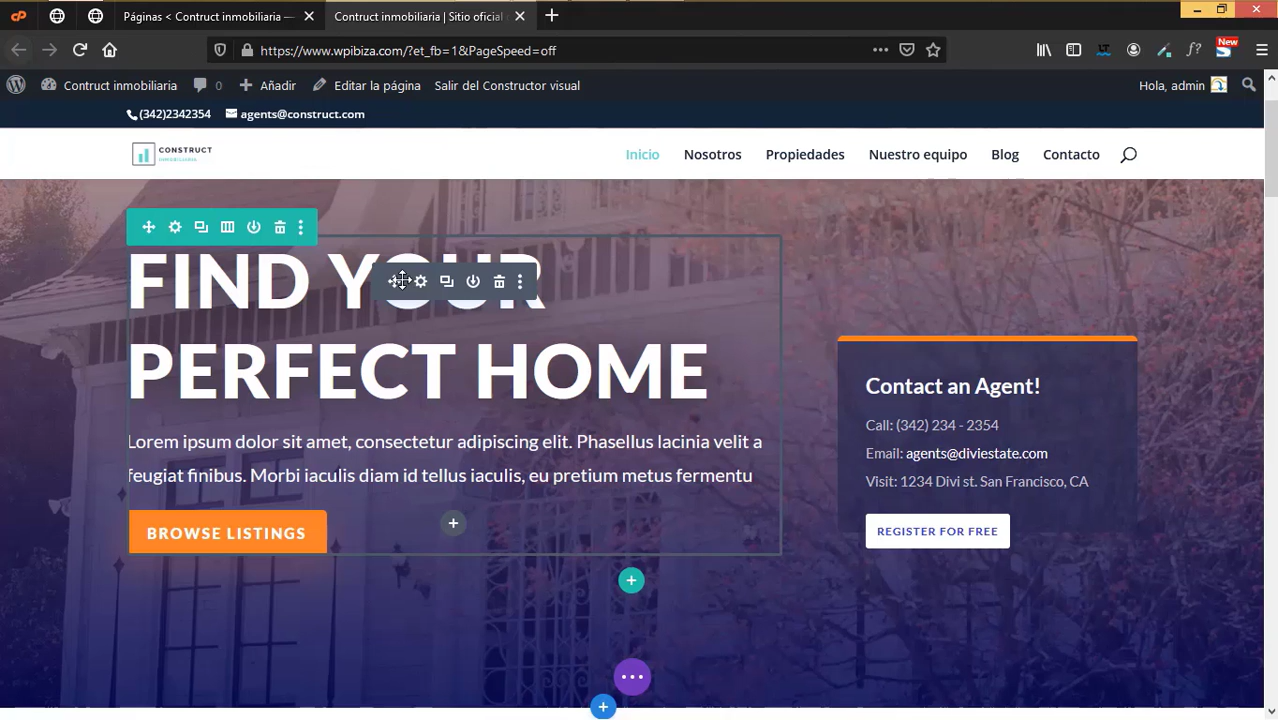 Páginas < Contruct inmobiliaria —
Contruct inmobiliaria | Sitio oficial
https://www.wpibiza.com/?et_fb=1&PageSpeed=off
New
Contruct inmobiliaria
0
Añadir
Editar la página
Salir del Constructor visual
Hola, admin
(342)2342354
agents@construct.com
CONSTRUCT
INMOBILIARIA
Inicio
Nosotros
Propiedades
Nuestro equipo
Blog
Contacto
FIND YOUR
PERFECT HOME
Lorem ipsum dolor sit amet, consectetur adipiscing elit. Phasellus lacinia velit a
feugiat finibus. Morbi iaculis diam id tellus iaculis, eu pretium metus fermentu
BROWSE LISTINGS
Contact an Agent!
Call: (342) 234 - 2354
Email: agents@diviestate.com
Visit: 1234 Divi st. San Francisco, CA
REGISTER FOR FREE